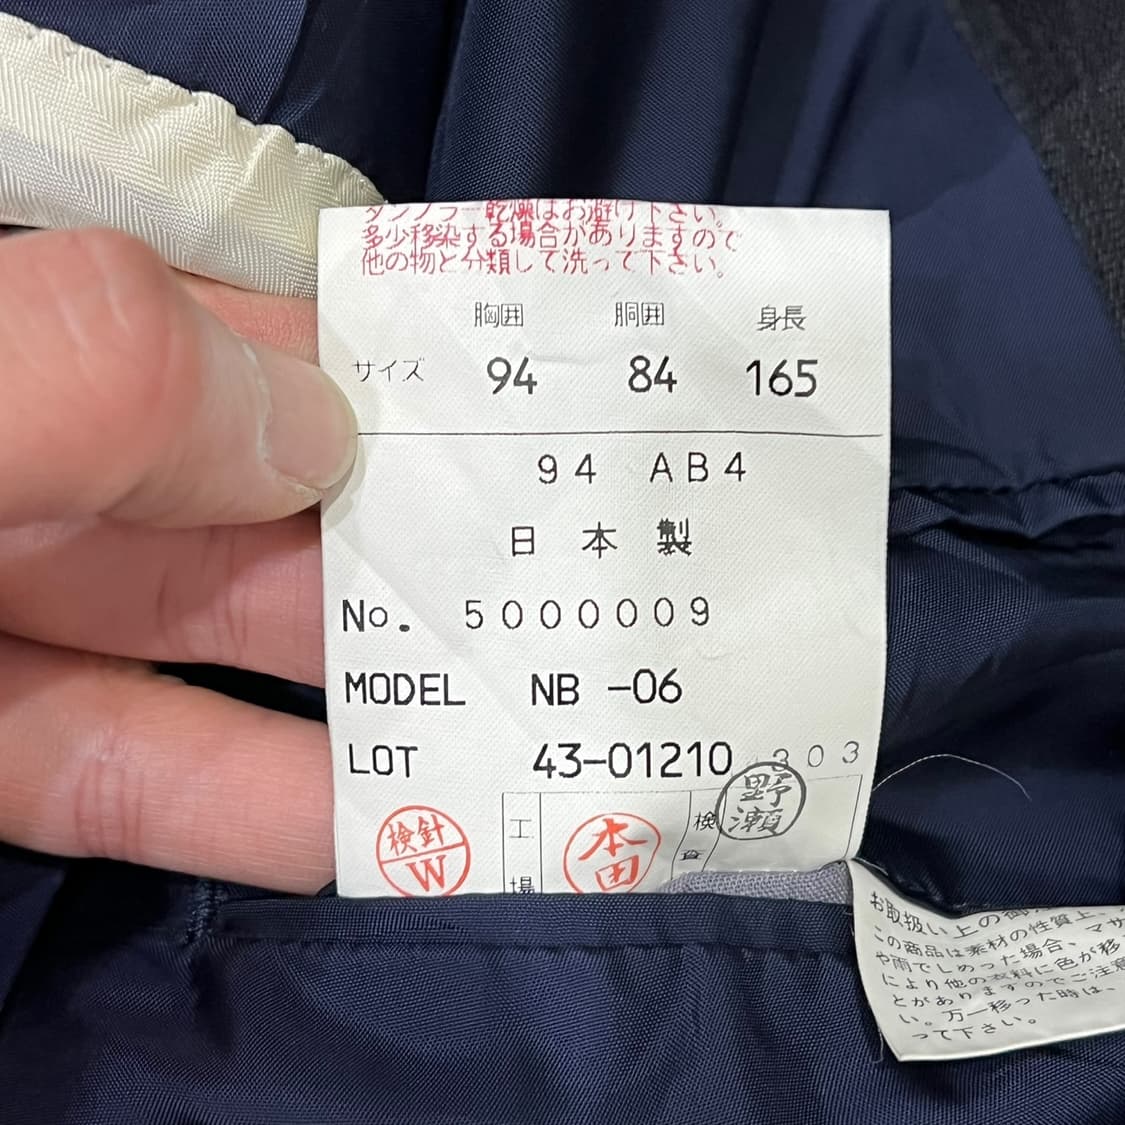 タンブラー乾燥はお避け下さい。
多少移染する場合がありますので
他の物と分類して洗って下さい。
胸囲 胴囲 身長
サイズ 94 84 165
94 AB4
日本製
No. 5000009
MODEL NB -06
LOT 43-01210 303
検針
W
工場
本田
検査
野瀬
お取扱い上の御
この商品は素材の性質上、
や雨でしめった場合、マサ
により他の衣料に色が移
とがありますのでご注意
い。万一移った時は、
って下さい。